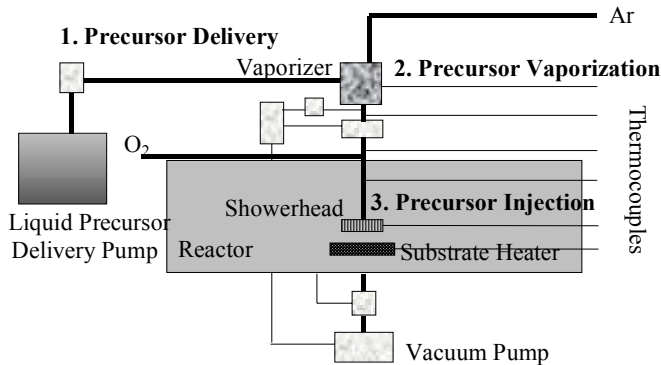 Ar
1. Precursor Delivery
Vaporizer
2. Precursor Vaporization
O2
Thermocouples
3. Precursor Injection
Showerhead
Liquid Precursor
Delivery Pump
Reactor
Substrate Heater
Vacuum Pump